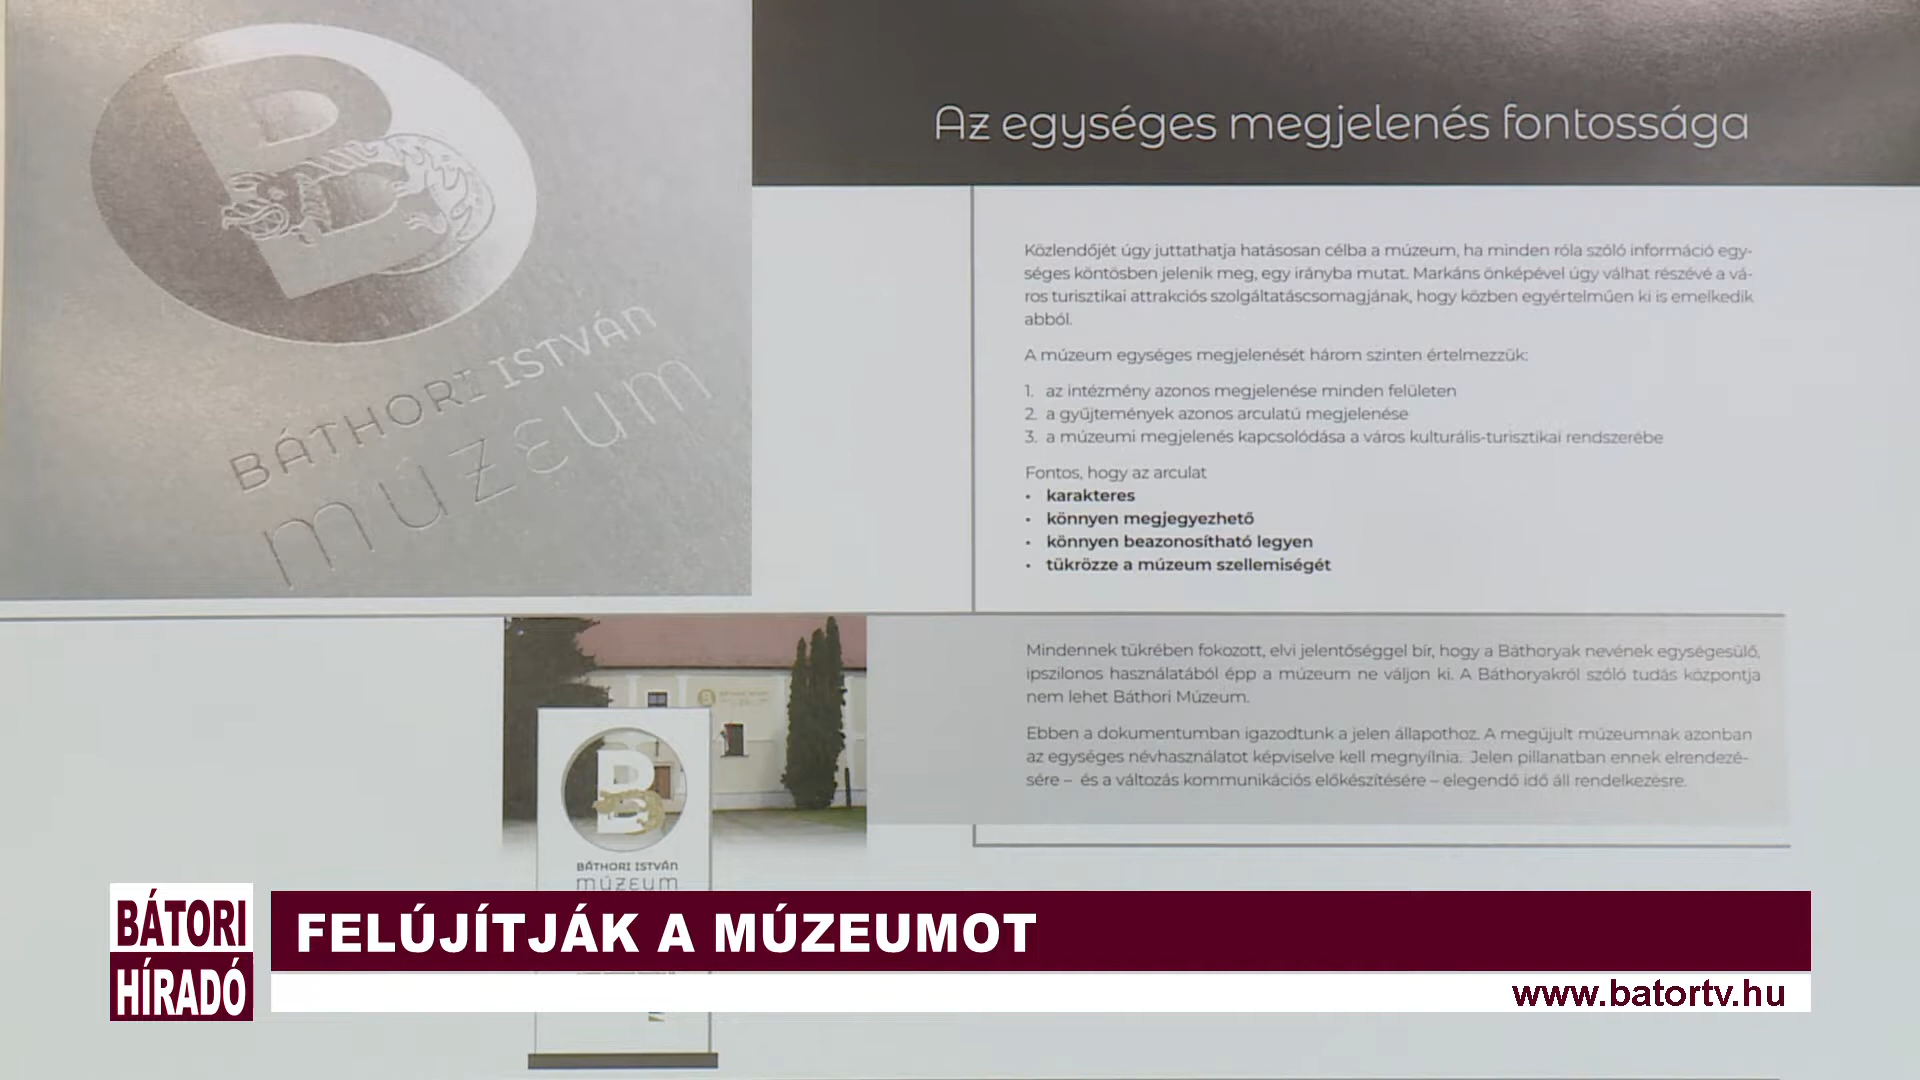 Az egységes megjelenés fontossága
BÁTHORI ISTVÁN
múzeum
Közlendőjét úgy juttathatja hatásosan célba a múzeum, ha minden róla szóló információ egy-
séges köntösben jelenik meg, egy irányba mutat. Markáns önképével úgy válhat részévé a vá-
ros turisztikai attrakciós szolgáltatáscsomagjának, hogy közben egyértelműen ki is emelkedik
abból.
A múzeum egységes megjelenését három szinten értelmezzük:
1. az intézmény azonos megjelenése minden felületen
2. a gyűjtemények azonos arculatú megjelenése
3. a múzeumi megjelenés kapcsolódása a város kulturális-turisztikai rendszerébe
Fontos, hogy az arculat
• karakteres
• könnyen megjegyezhető
• könnyen beazonosítható legyen
• tükrözze a múzeum szellemiségét
Mindennek tükrében fokozott, elvi jelentőséggel bír, hogy a Báthoryak nevének egységesülő,
ipszilonos használatából épp a múzeum ne váljon ki. A Báthoryakról szóló tudás központja
nem lehet Báthori Múzeum.
Ebben a dokumentumban igazodtunk a jelen állapothoz. A megújult múzeumnak azonban
az egységes névhasználatot képviselve kell megnyílnia. Jelen pillanatban ennek elrendezé-
sére – és a változás kommunikációs előkészítésére – elegendő idő áll rendelkezésre.
BÁTHORI ISTVÁN
múzeum
BÁTORI
HÍRADÓ
FELÚJÍTJÁK A MÚZEUMOT
www.batortv.hu